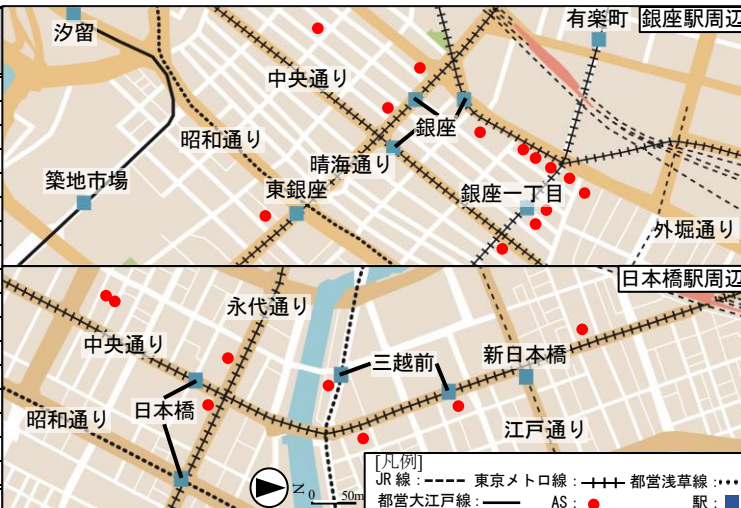 銀座駅周辺
有楽町
汐留
中央通り
昭和通り
銀座
晴海通り
築地市場
東銀座
銀座一丁目
外堀通り
日本橋駅周辺
永代通り
中央通り
三越前
新日本橋
日本橋
昭和通り
江戸通り
N 0 50m
[凡例]
JR線: 東京メトロ線: 都営浅草線:
都営大江戸線: AS: 駅: